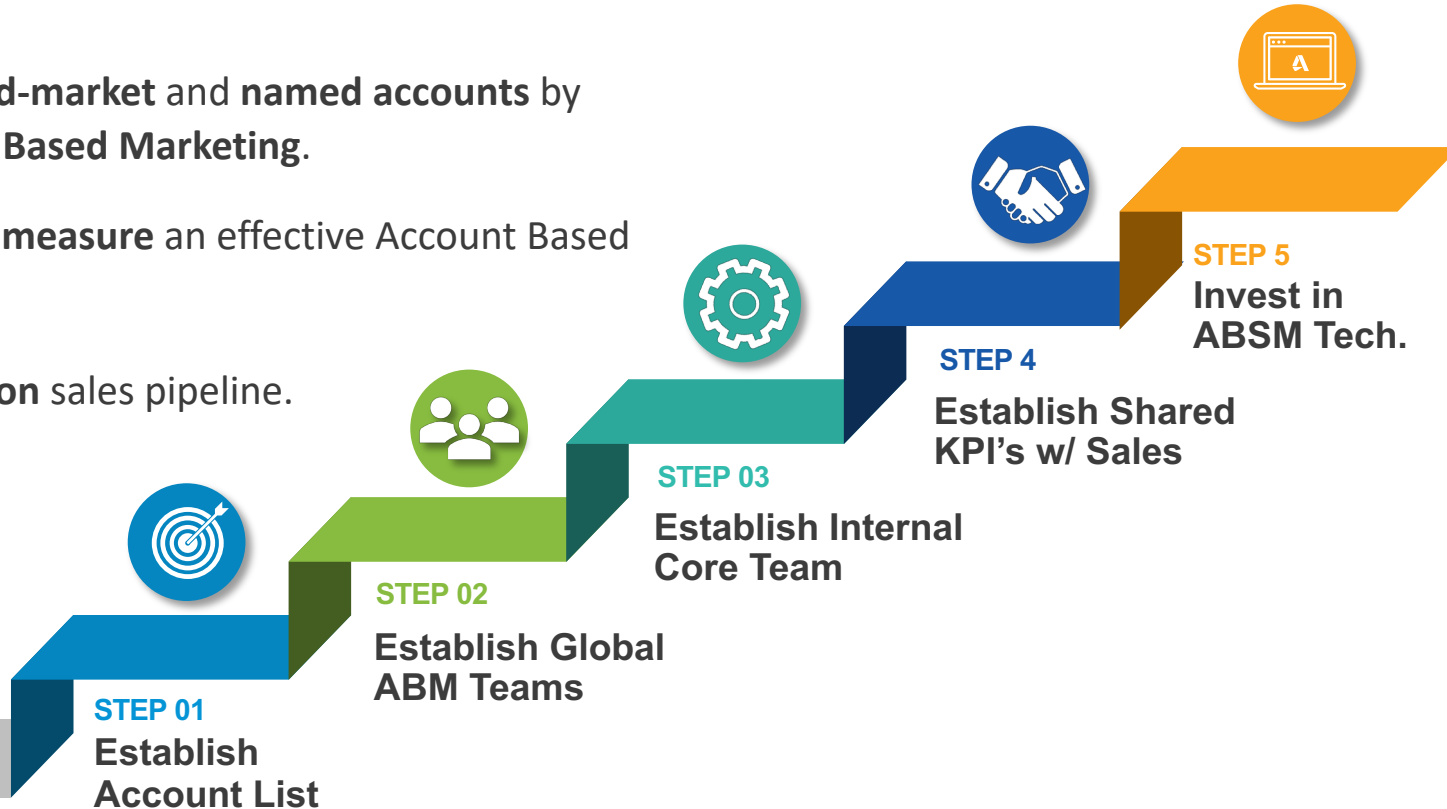 d-market and named accounts by
Based Marketing.
measure an effective Account Based
on sales pipeline.
STEP 5
Invest in
ABSM Tech.
STEP 4
Establish Shared
KPI’s w/ Sales
STEP 03
Establish Internal
Core Team
STEP 02
Establish Global
ABM Teams
STEP 01
Establish
Account List